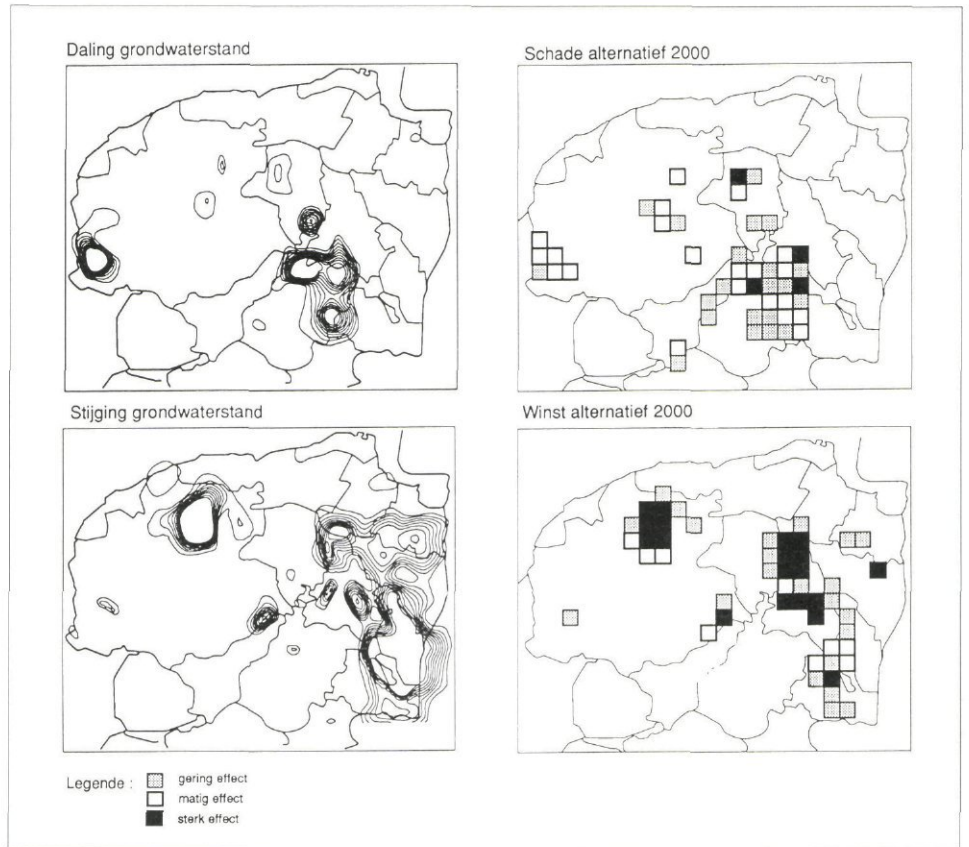 Daling grondwaterstand
Schade alternatief 2000
Stijging grondwaterstand
Winst alternatief 2000
Legende :
gering effect
matig effect
sterk effect